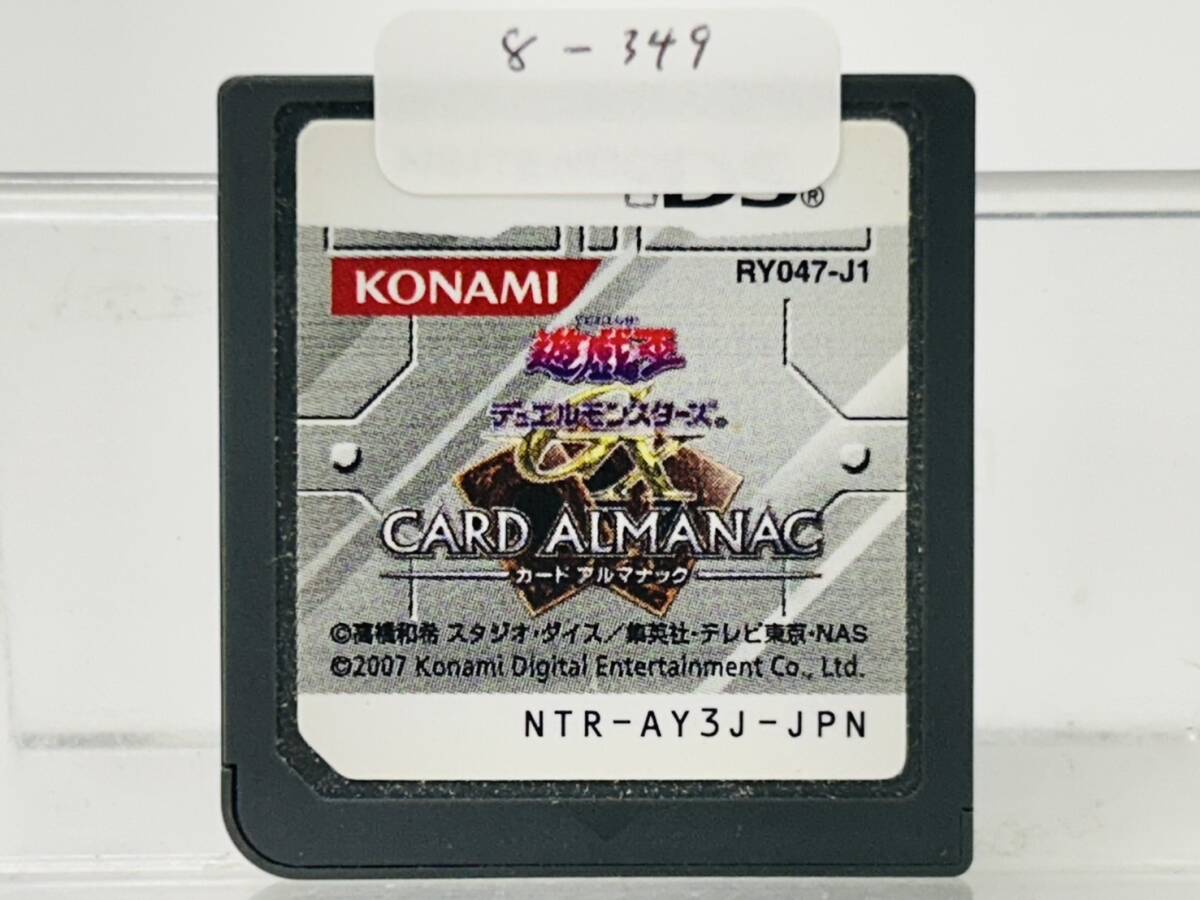 8-349
DS®
KONAMI
RY047-J1
遊戯王
デュエルモンスターズ®
GX
CARD ALMANAC
カード アルマナック
©高橋和希 スタジオ・ダイス/集英社・テレビ東京・NAS
©2007 Konami Digital Entertainment Co., Ltd.
NTR-AY3J-JPN